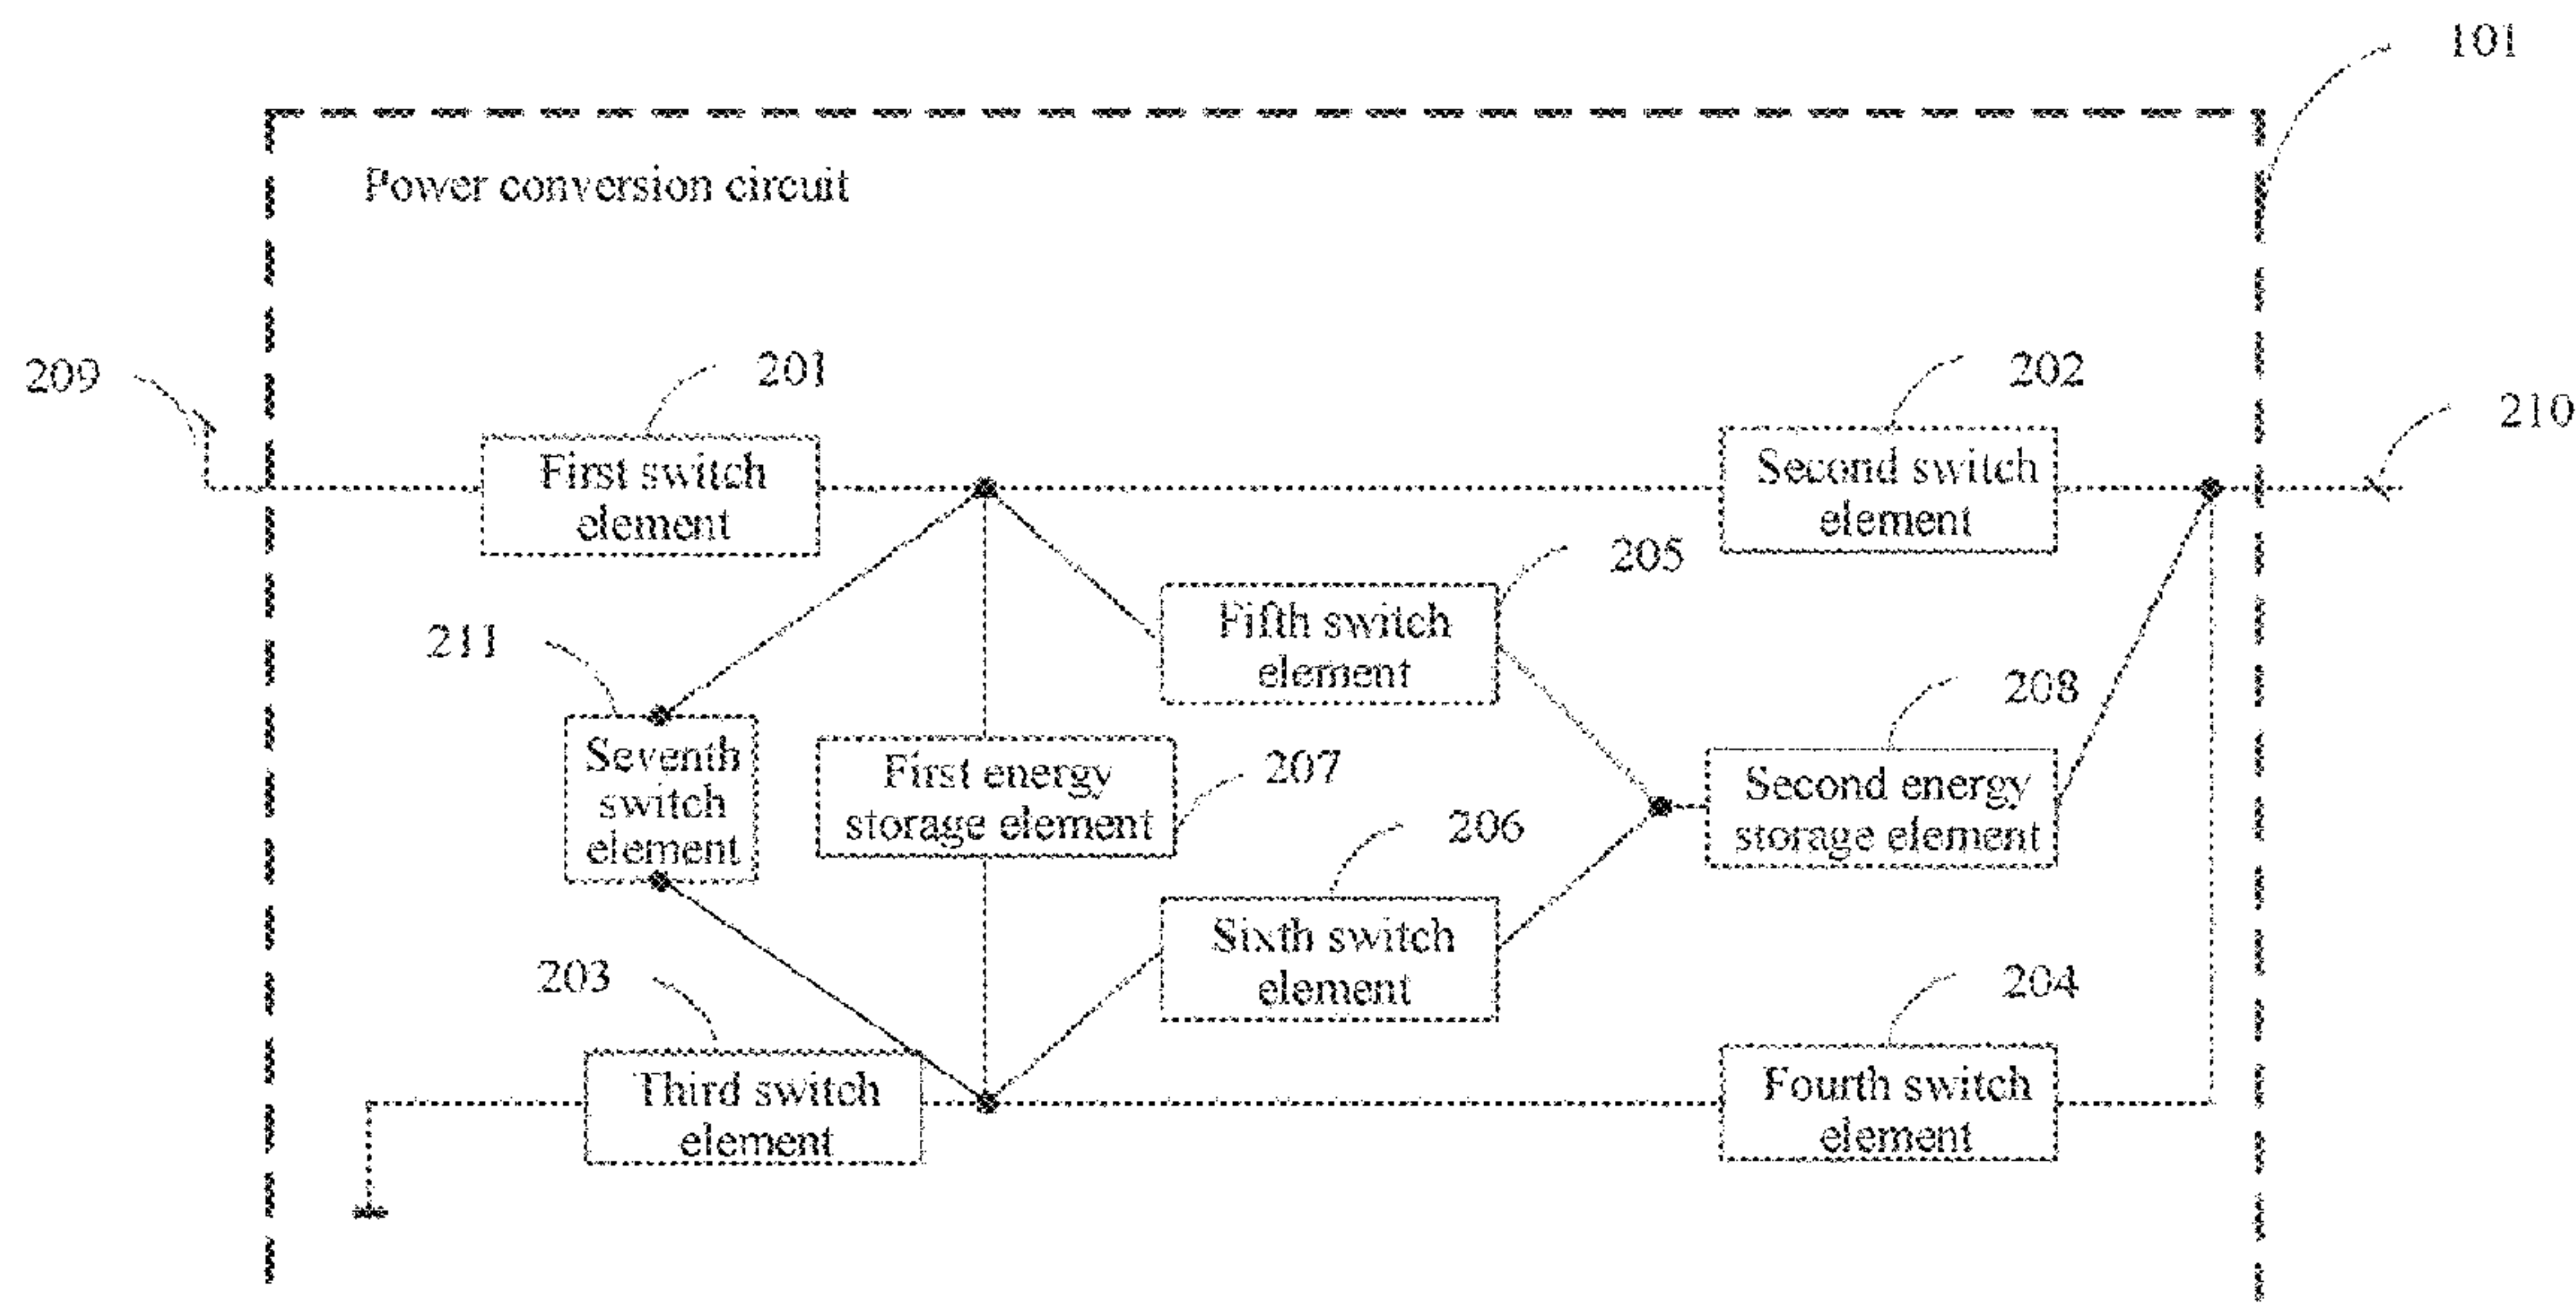 101
Power conversion circuit
209
201
202
210
First switch
element
Second switch
element
205
211
Fifth switch
element
208
Seventh
switch
element
First energy
storage element
207
Second energy
storage element
206
203
Sixth switch
element
204
Third switch
element
Fourth switch
element